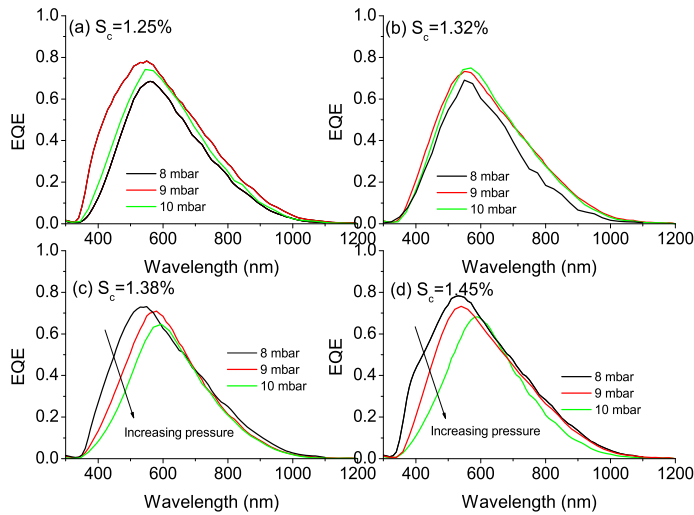 (a) S_c=1.25%
1.0
0.8
0.6
0.4
0.2
0.0
EQE
8 mbar
9 mbar
10 mbar
400 600 800 1000 1200
Wavelength (nm)
(b) S_c=1.32%
1.0
0.8
0.6
0.4
0.2
0.0
EQE
8 mbar
9 mbar
10 mbar
400 600 800 1000 1200
Wavelength (nm)
(c) S_c=1.38%
1.0
0.8
0.6
0.4
0.2
0.0
EQE
8 mbar
9 mbar
10 mbar
Increasing pressure
400 600 800 1000 1200
Wavelength (nm)
(d) S_c=1.45%
1.0
0.8
0.6
0.4
0.2
0.0
EQE
8 mbar
9 mbar
10 mbar
Increasing pressure
400 600 800 1000 1200
Wavelength (nm)